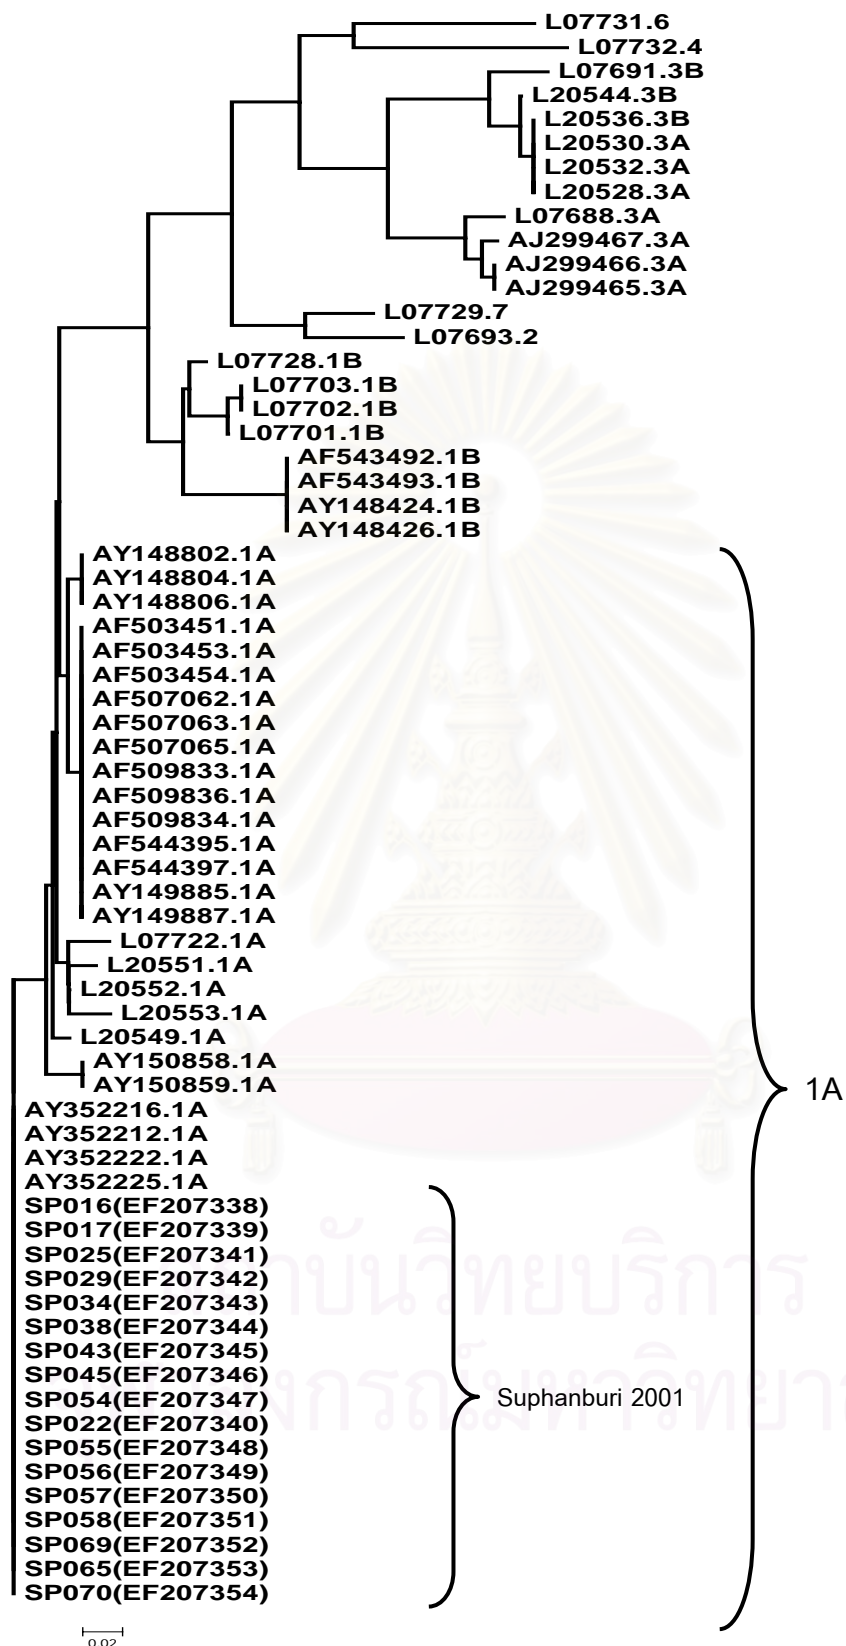 L07731.6
L07732.4
L07691.3B
L20544.3B
L20536.3B
L20530.3A
L20532.3A
L20528.3A
L07688.3A
AJ299467.3A
AJ299466.3A
AJ299465.3A
L07729.7
L07693.2
L07728.1B
L07703.1B
L07702.1B
L07701.1B
AF543492.1B
AF543493.1B
AY148424.1B
AY148426.1B
AY148802.1A
AY148804.1A
AY148806.1A
AF503451.1A
AF503453.1A
AF503454.1A
AF507062.1A
AF507063.1A
AF507065.1A
AF509833.1A
AF509836.1A
AF509834.1A
AF544395.1A
AF544397.1A
AY149885.1A
AY149887.1A
L07722.1A
L20551.1A
L20552.1A
L20553.1A
L20549.1A
AY150858.1A
AY150859.1A
1A
AY352216.1A
AY352212.1A
AY352222.1A
AY352225.1A
SP016(EF207338)
SP017(EF207339)
SP025(EF207341)
SP029(EF207342)
SP034(EF207343)
SP038(EF207344)
SP043(EF207345)
SP045(EF207346)
SP054(EF207347)
Suphanburi 2001
SP022(EF207340)
SP055(EF207348)
SP056(EF207349)
SP057(EF207350)
SP058(EF207351)
SP069(EF207352)
SP065(EF207353)
SP070(EF207354)
0.02